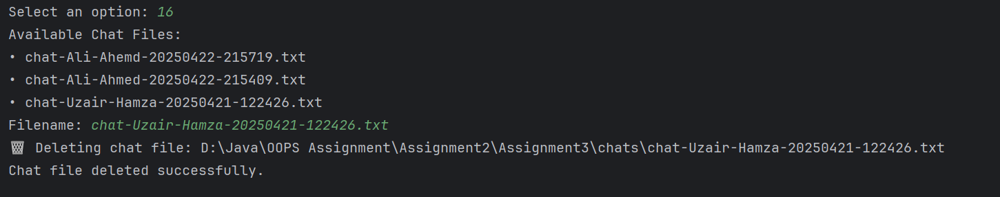 Select an option: 16
Available Chat Files:
• chat-Ali-Ahemd-20250422-215719.txt
• chat-Ali-Ahmed-20250422-215409.txt
• chat-Uzair-Hamza-20250421-122426.txt
Filename: chat-Uzair-Hamza-20250421-122426.txt
🗑 Deleting chat file: D:\Java\OOPS Assignment\Assignment2\Assignment3\chats\chat-Uzair-Hamza-20250421-122426.txt
Chat file deleted successfully.